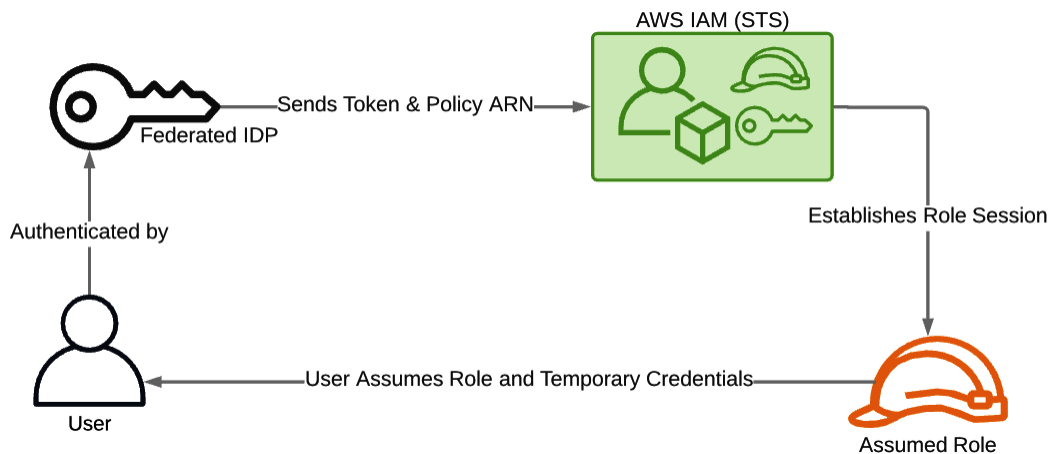 AWS IAM (STS)
Sends Token & Policy ARN
Federated IDP
Establishes Role Session
Authenticated by
User Assumes Role and Temporary Credentials
User
Assumed Role